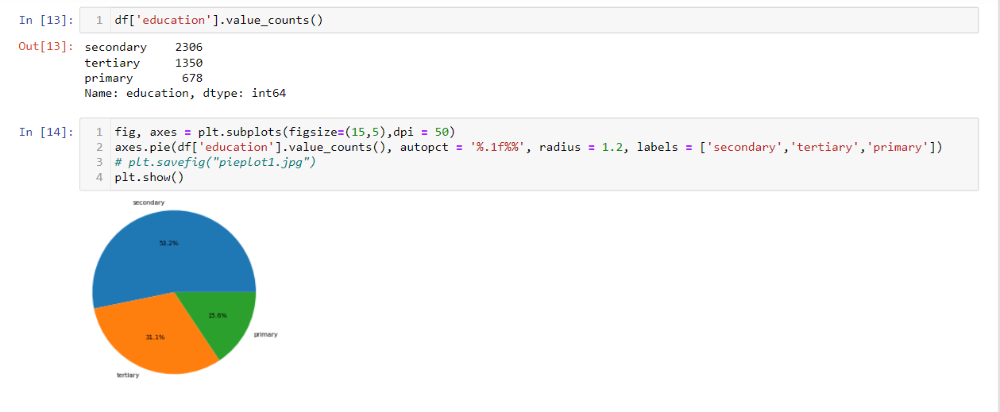 In [13]: 1 df['education'].value_counts()
Out[13]: secondary 2306
tertiary 1350
primary 678
Name: education, dtype: int64
In [14]: 1 fig, axes = plt.subplots(figsize=(15,5),dpi = 50)
2 axes.pie(df['education'].value_counts(), autopct = '%.1f%%', radius = 1.2, labels = ['secondary','tertiary','primary'])
3 # plt.savefig("pieplot1.jpg")
4 plt.show()
secondary
53.2%
15.6%
primary
31.1%
tertiary